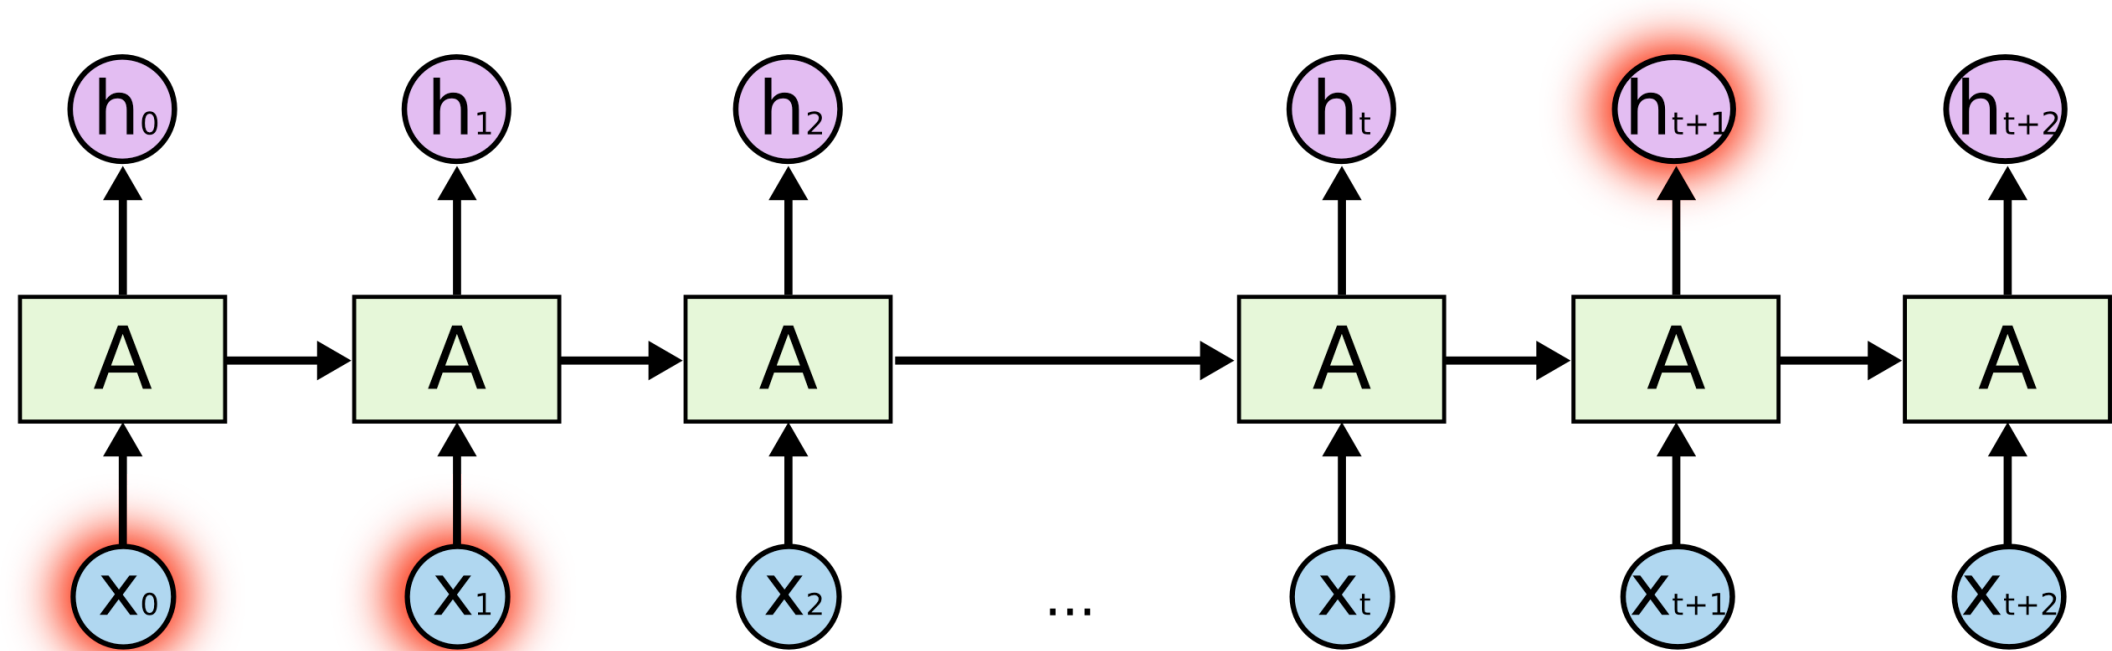 h0 h1 h2 ht ht+1 ht+2
A A A A A A
x0 x1 x2 ... xt xt+1 xt+2